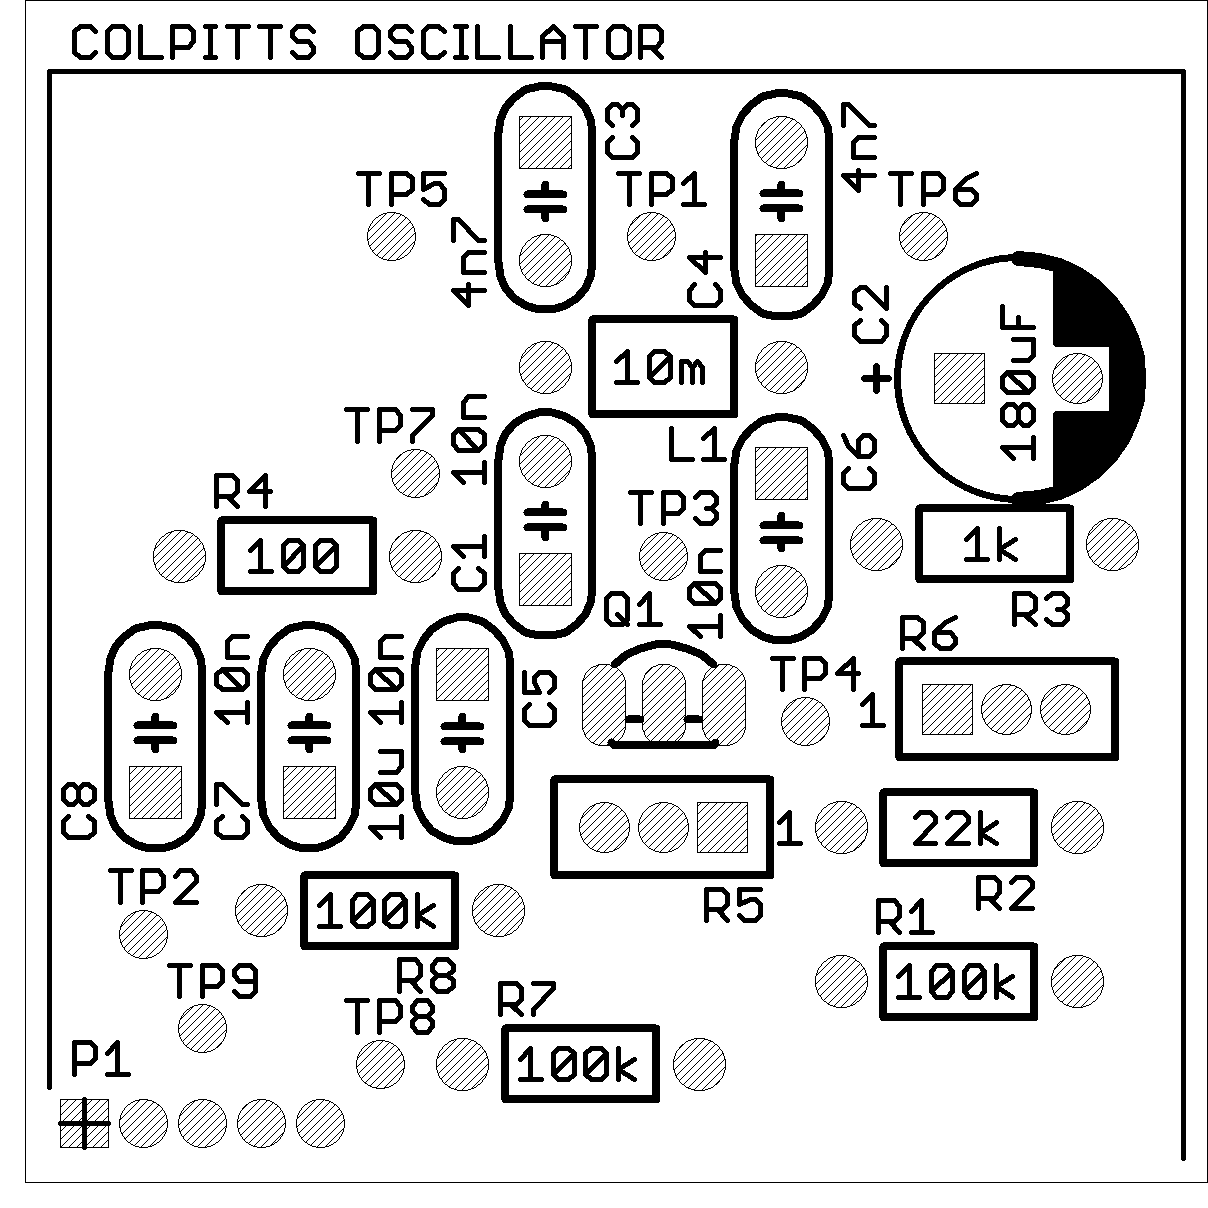 COLPITTS OSCILLATOR
C3
4n7
TP5
TP1
TP6
4n7
C4
C2
+
10m
180uF
10n
TP7
L1
C6
R4
TP3
100
C1
10n
1k
Q1
R3
R6
10n
10n
C5
TP4
1
C8
C7
10u
1
22k
TP2
R5
R2
100k
R1
TP9
R8
100k
R7
TP8
P1
100k